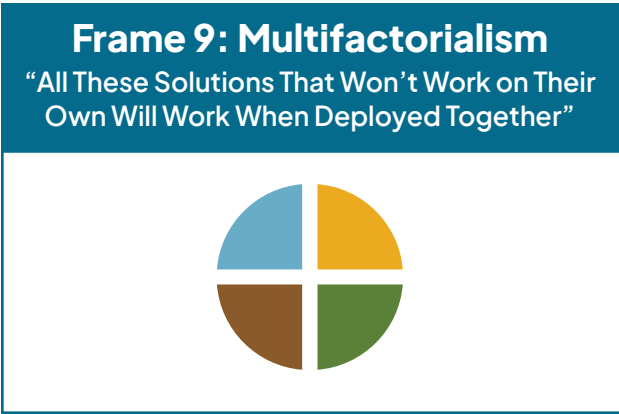 Frame 9: Multifactorialism
“All These Solutions That Won’t Work on Their
Own Will Work When Deployed Together”